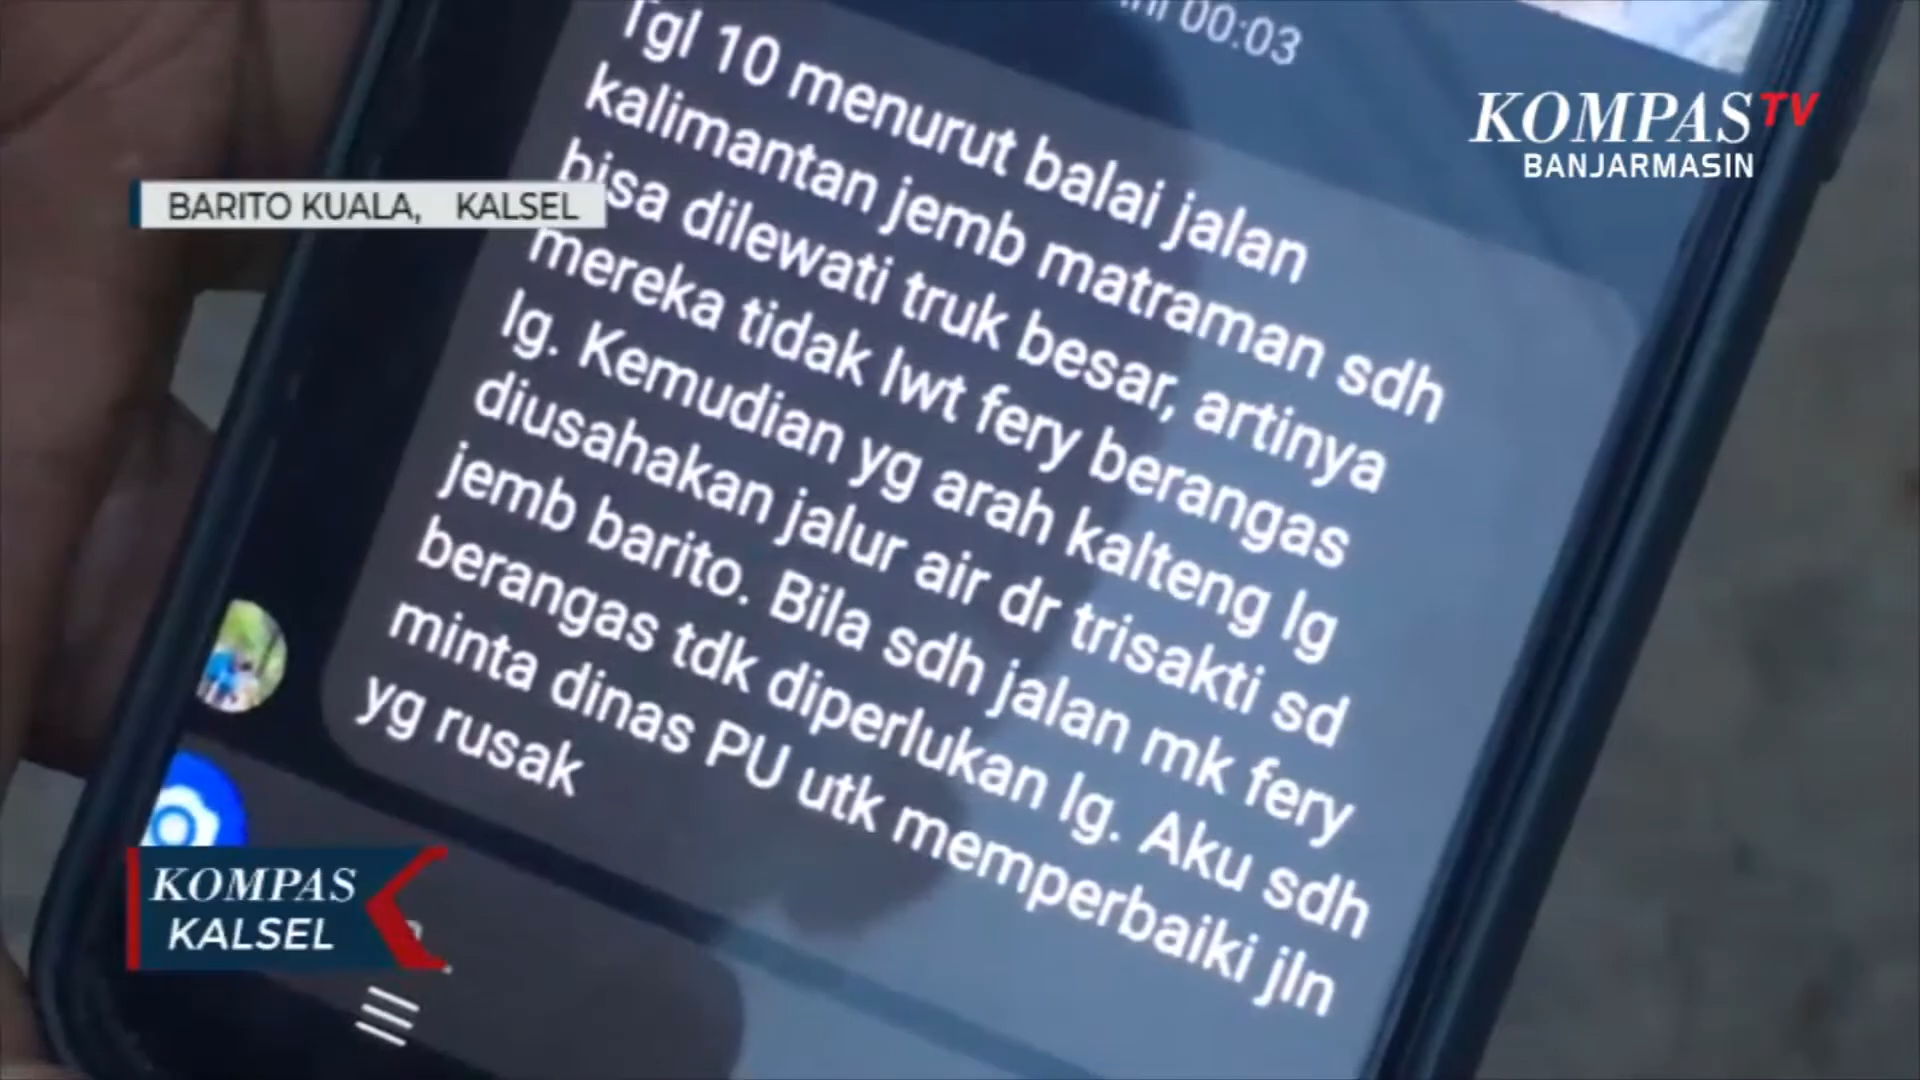 00:03
Tgl 10 menurut balai jalan
kalimantan jemb matraman sdh
bisa dilewati truk besar, artinya
mereka tidak lwt fery berangas
lg. Kemudian yg arah kalteng lg
diusahakan jalur air dr trisakti sd
jemb barito. Bila sdh jalan mk fery
berangas tdk diperlukan lg. Aku sdh
minta dinas PU utk memperbaiki jln
yg rusak
KOMPAS TV
BANJARMASIN
BARITO KUALA, KALSEL
KOMPAS
KALSEL